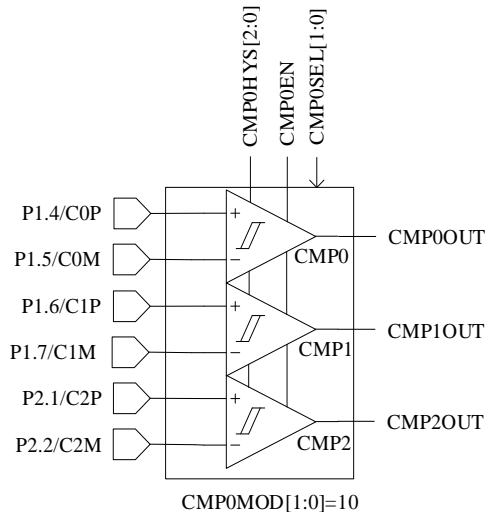 CMP0HYS[2:0]
CMP0EN
CMP0SEL[1:0]
P1.4/C0P
+
CMP0OUT
P1.5/C0M
−
CMP0
P1.6/C1P
+
CMP1OUT
P1.7/C1M
−
CMP1
P2.1/C2P
+
CMP2OUT
P2.2/C2M
−
CMP2
CMP0MOD[1:0]=10